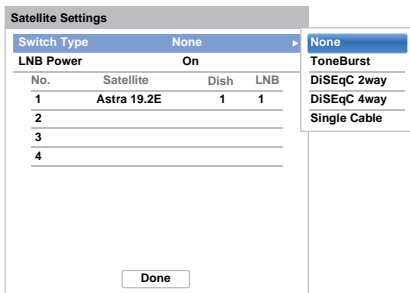 Satellite Settings
Switch Type None
LNB Power On
No. Satellite Dish LNB
1 Astra 19.2E 1 1
2
3
4
Done
None
ToneBurst
DiSEqC 2way
DiSEqC 4way
Single Cable